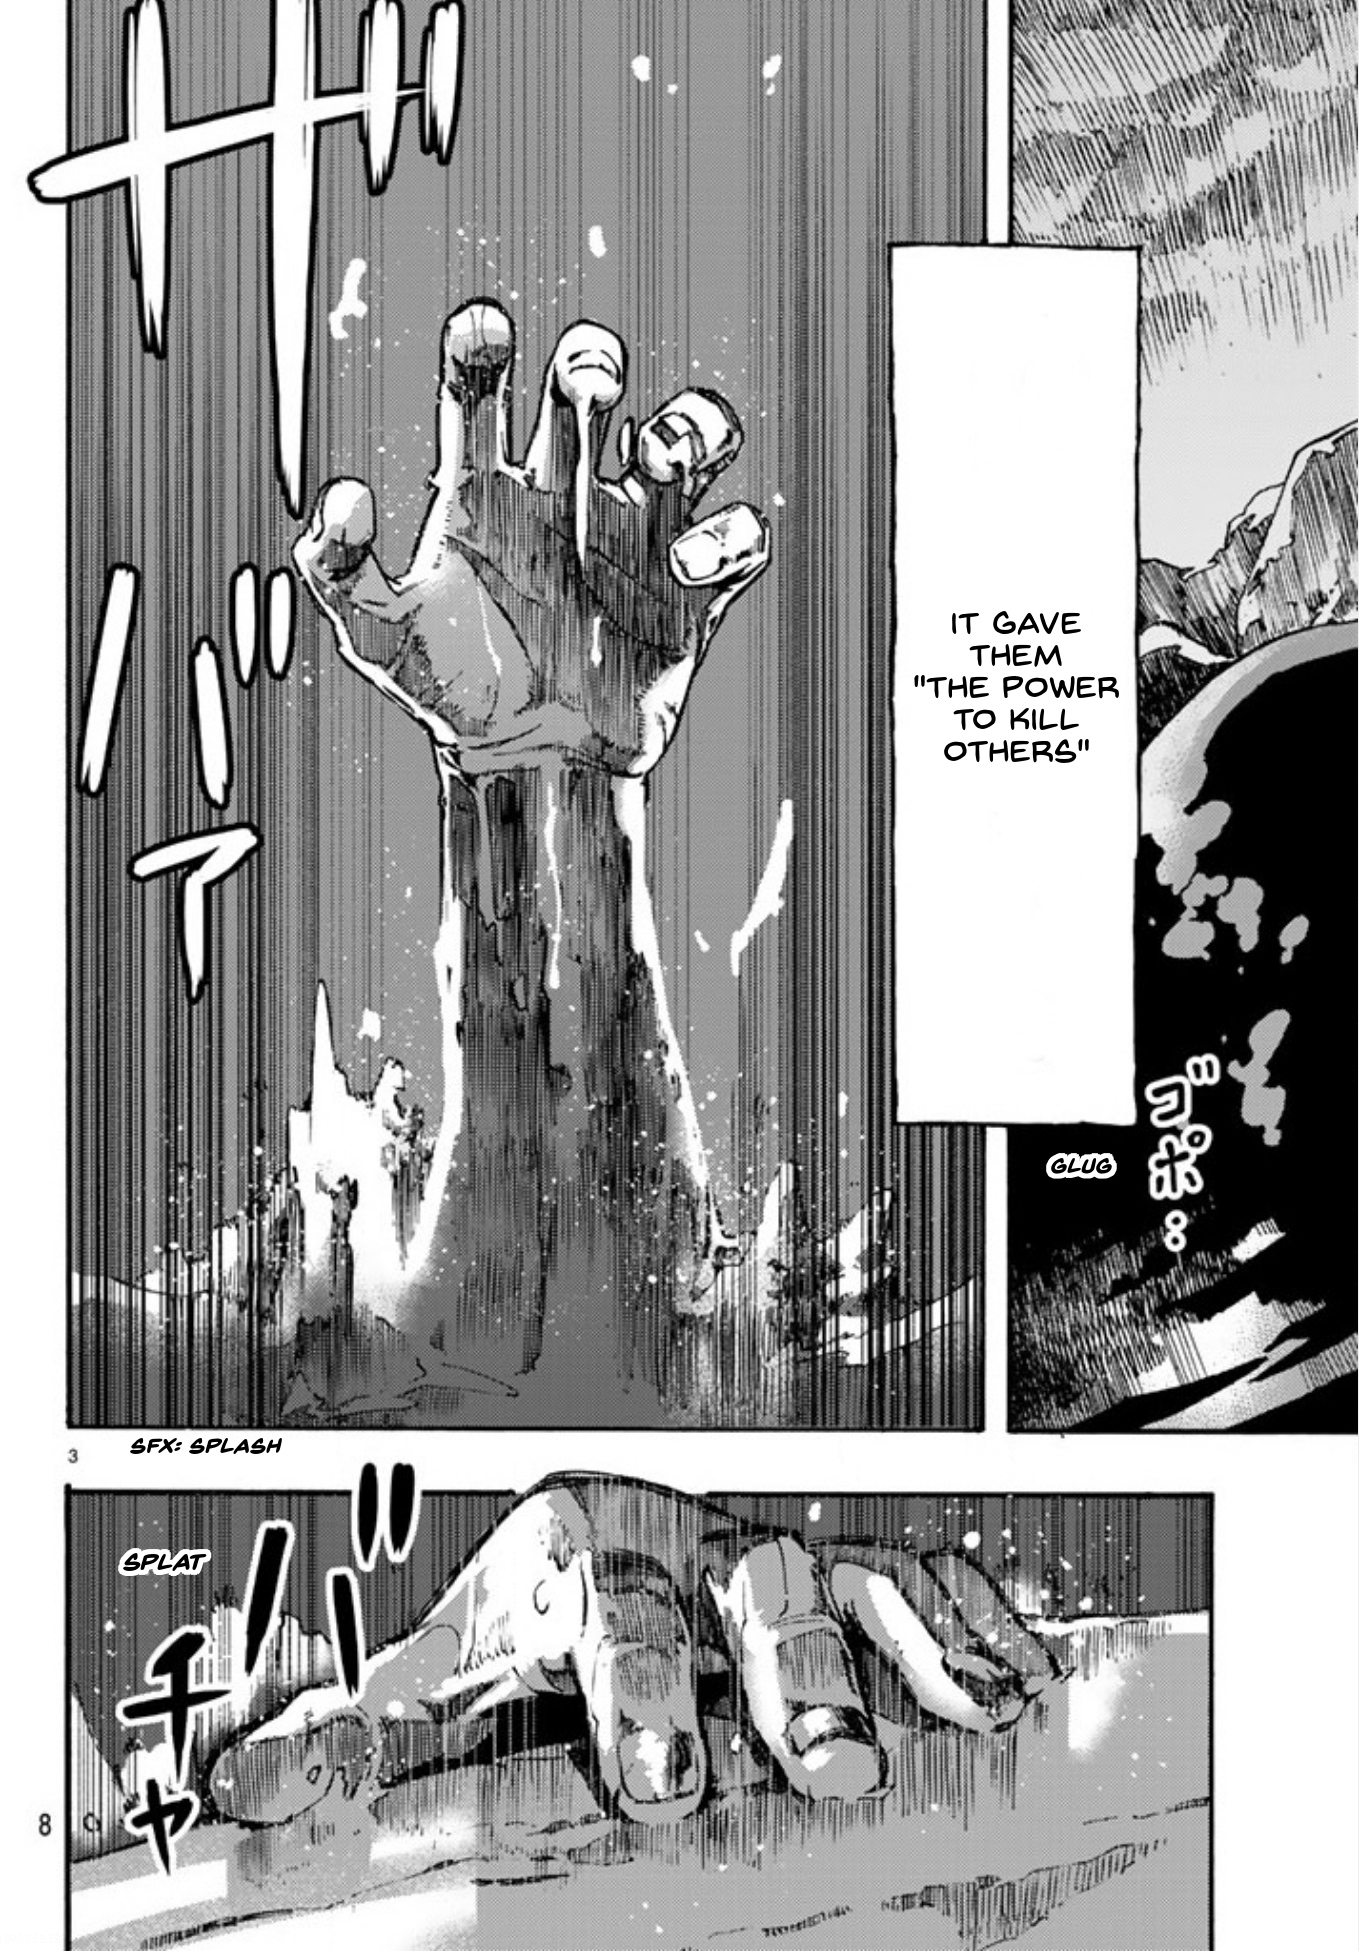 IT GAVE
THEM
"THE POWER
TO KILL
OTHERS"
ゴポ…
GLUG
ザバァ
3
SFX: SPLASH
SPLAT
ビチャ
8